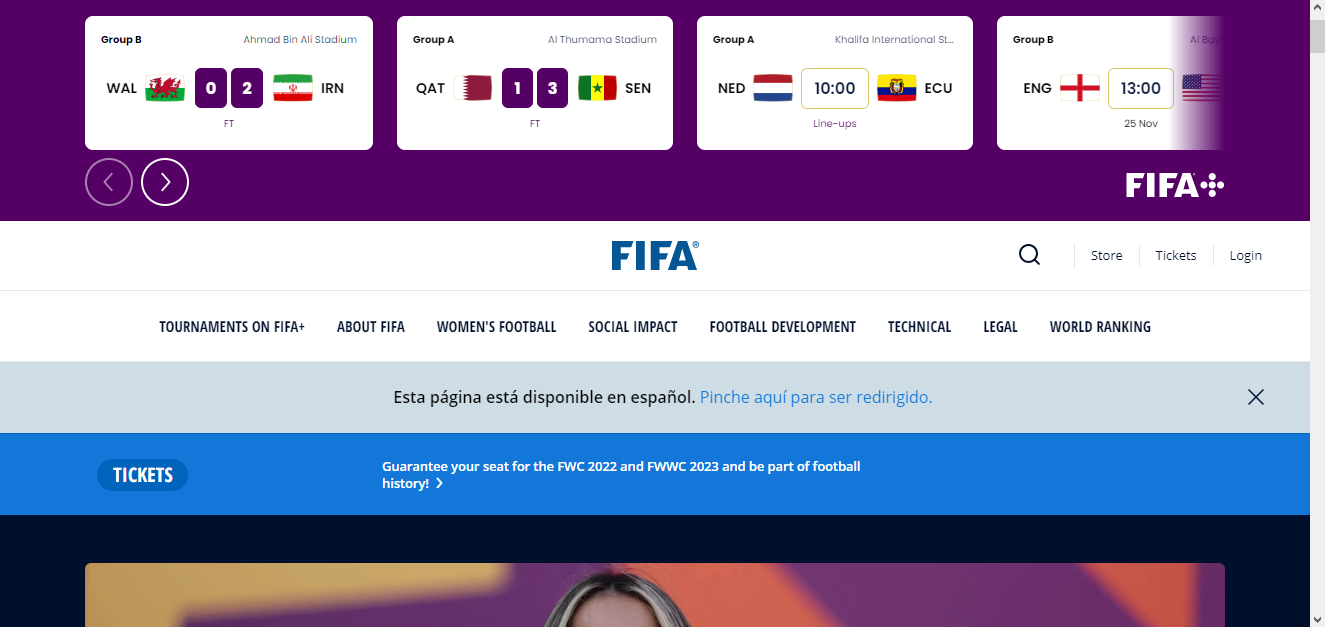 Group B Ahmad Bin Ali Stadium
WAL 0 2 IRN
FT
Group A Al Thumama Stadium
QAT 1 3 SEN
FT
Group A Khalifa International St...
NED 10:00 ECU
Line-ups
Group B Al Bay
ENG 13:00
25 Nov
FIFA+
FIFA®
Store
Tickets
Login
TOURNAMENTS ON FIFA+ ABOUT FIFA WOMEN'S FOOTBALL SOCIAL IMPACT FOOTBALL DEVELOPMENT TECHNICAL LEGAL WORLD RANKING
Esta página está disponible en español. Pinche aquí para ser redirigido.
TICKETS
Guarantee your seat for the FWC 2022 and FWWC 2023 and be part of football
history!